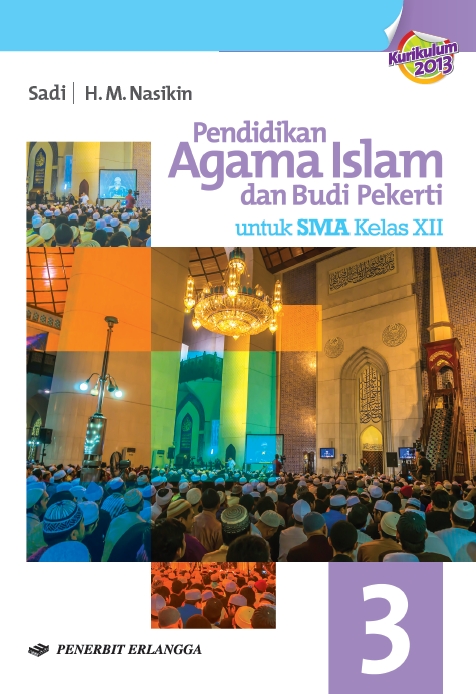 Kurikulum
2013
Sadi | H. M. Nasikin
Pendidikan
Agama Islam
dan Budi Pekerti
untuk SMA Kelas XII
3
PENERBIT ERLANGGA